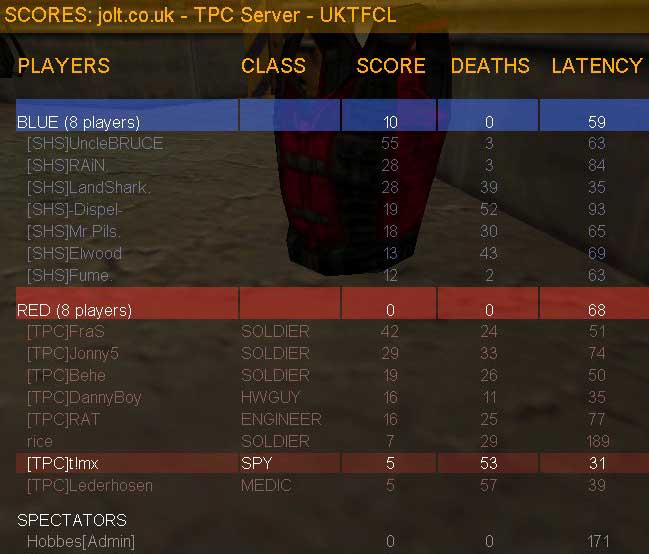 SCORES: jolt.co.uk - TPC Server - UKTFCL
PLAYERS CLASS SCORE DEATHS LATENCY
BLUE (8 players) 10 0 59
[SHS]UncleBRUCE 55 3 63
[SHS]RAiN. 28 3 84
[SHS]LandShark. 28 39 35
[SHS]-Dispel- 19 52 93
[SHS]Mr.Pils. 18 30 65
[SHS]Elwood 13 43 69
[SHS]Fume. 12 2 63
RED (8 players) 0 0 68
[TPC]FraS SOLDIER 42 24 51
[TPC]Jonny5 SOLDIER 29 33 74
[TPC]Behe SOLDIER 19 26 50
[TPC]DannyBoy HWGUY 16 11 35
[TPC]RAT ENGINEER 16 25 77
rice SOLDIER 7 29 189
[TPC]t!mx SPY 5 53 31
[TPC]Lederhosen MEDIC 5 57 39
SPECTATORS
Hobbes[Admin] 0 0 171